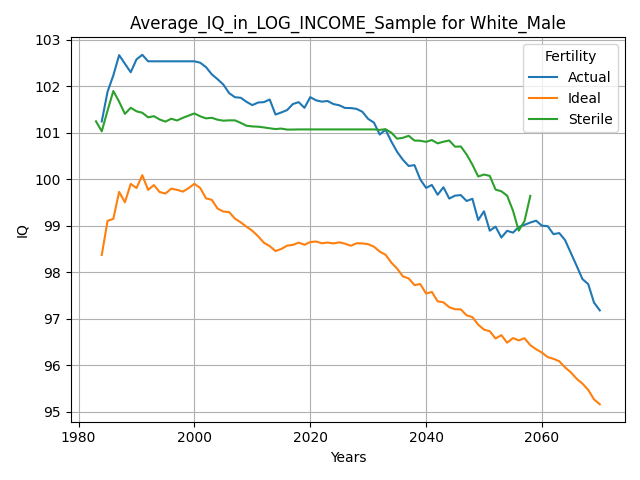 Average_IQ_in_LOG_INCOME_Sample for White_Male
103
102
101
100
99
98
97
96
95
IQ
1980
2000
2020
2040
2060
Years
Fertility
Actual
Ideal
Sterile